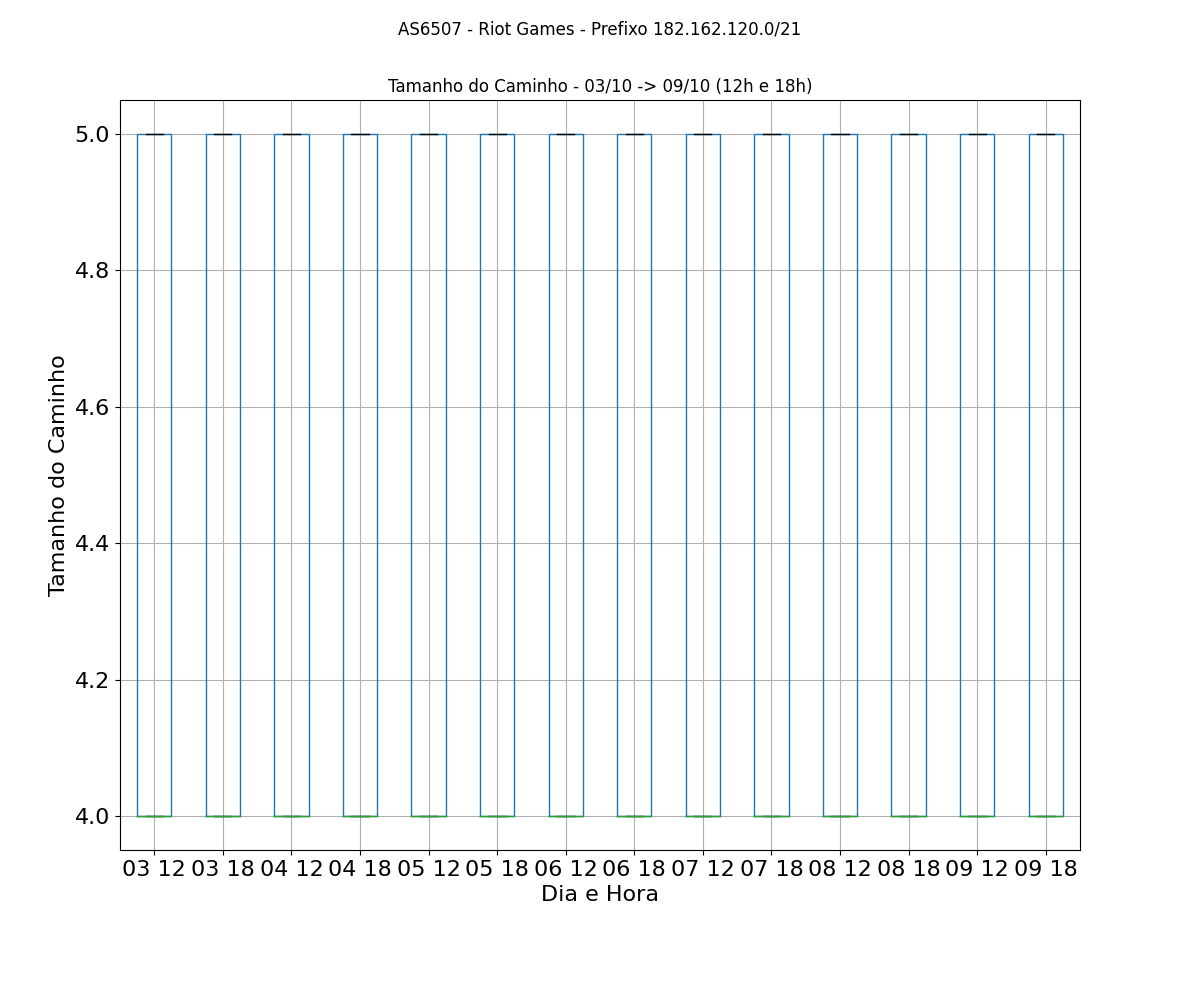 AS6507 - Riot Games - Prefixo 182.162.120.0/21
Tamanho do Caminho - 03/10 -> 09/10 (12h e 18h)
5.0
4.8
4.6
4.4
4.2
4.0
Tamanho do Caminho
03 12 03 18 04 12 04 18 05 12 05 18 06 12 06 18 07 12 07 18 08 12 08 18 09 12 09 18
Dia e Hora